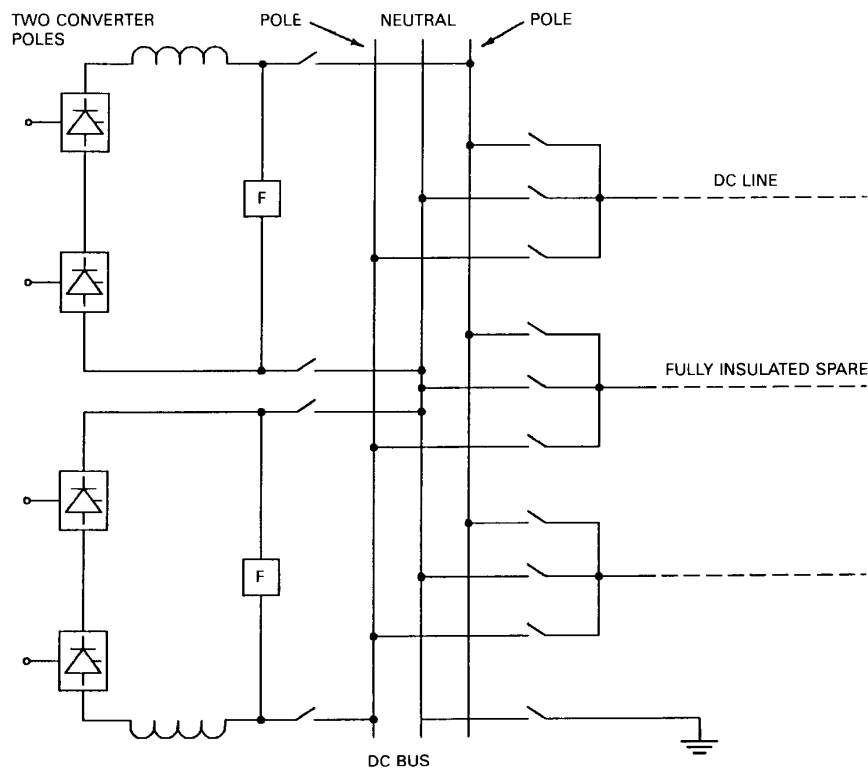 TWO CONVERTER
POLES
POLE
NEUTRAL
POLE
DC LINE
F
FULLY INSULATED SPARE
F
DC BUS